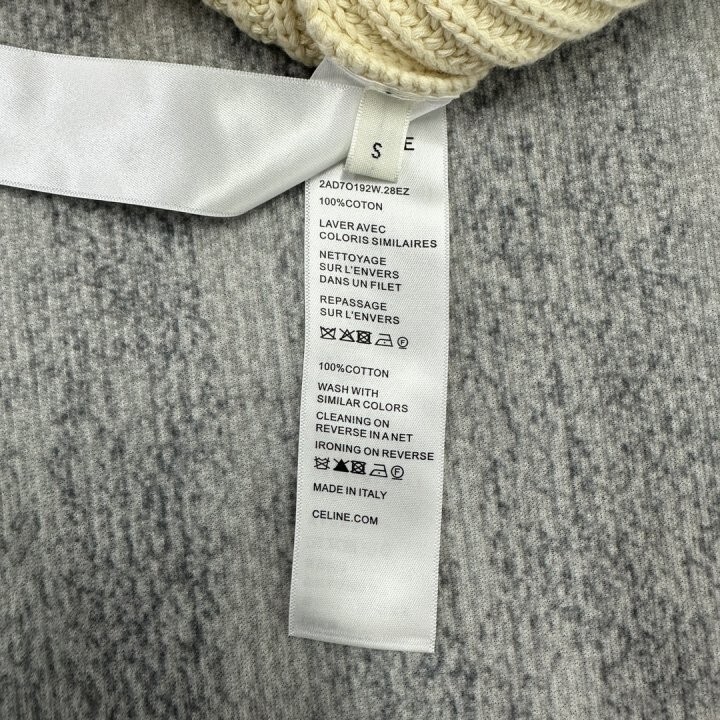 S
E
2AD7O192W.28EZ
100%COTON
LAVER AVEC
COLORIS SIMILAIRES
NETTOYAGE
SUR L'ENVERS
DANS UN FILET
REPASSAGE
SUR L'ENVERS
100%COTTON
WASH WITH
SIMILAR COLORS
CLEANING ON
REVERSE IN A NET
IRONING ON REVERSE
MADE IN ITALY
CELINE.COM